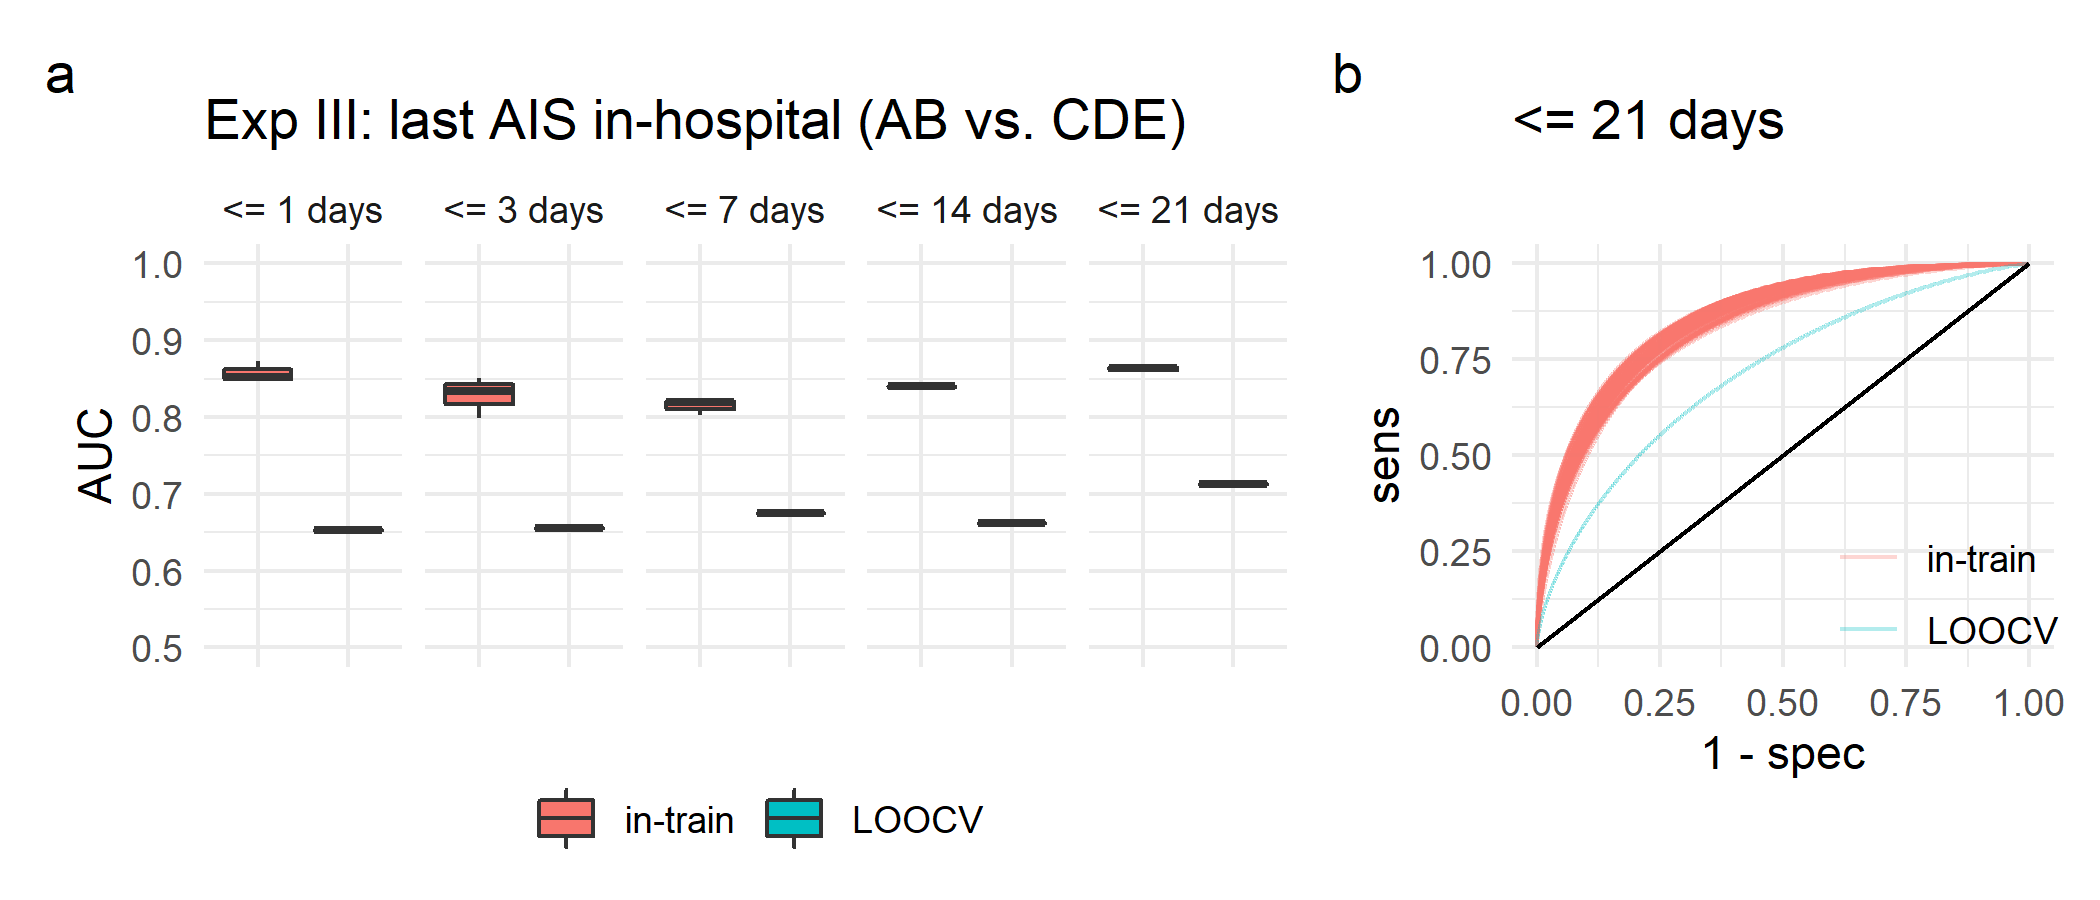 a
Exp III: last AIS in-hospital (AB vs. CDE)
<= 1 days
<= 3 days
<= 7 days
<= 14 days
<= 21 days
1.0
0.9
0.8
0.7
0.6
0.5
AUC
in-train
LOOCV
b
<= 21 days
1.00
0.75
0.50
0.25
0.00
sens
in-train
LOOCV
0.00
0.25
0.50
0.75
1.00
1 - spec